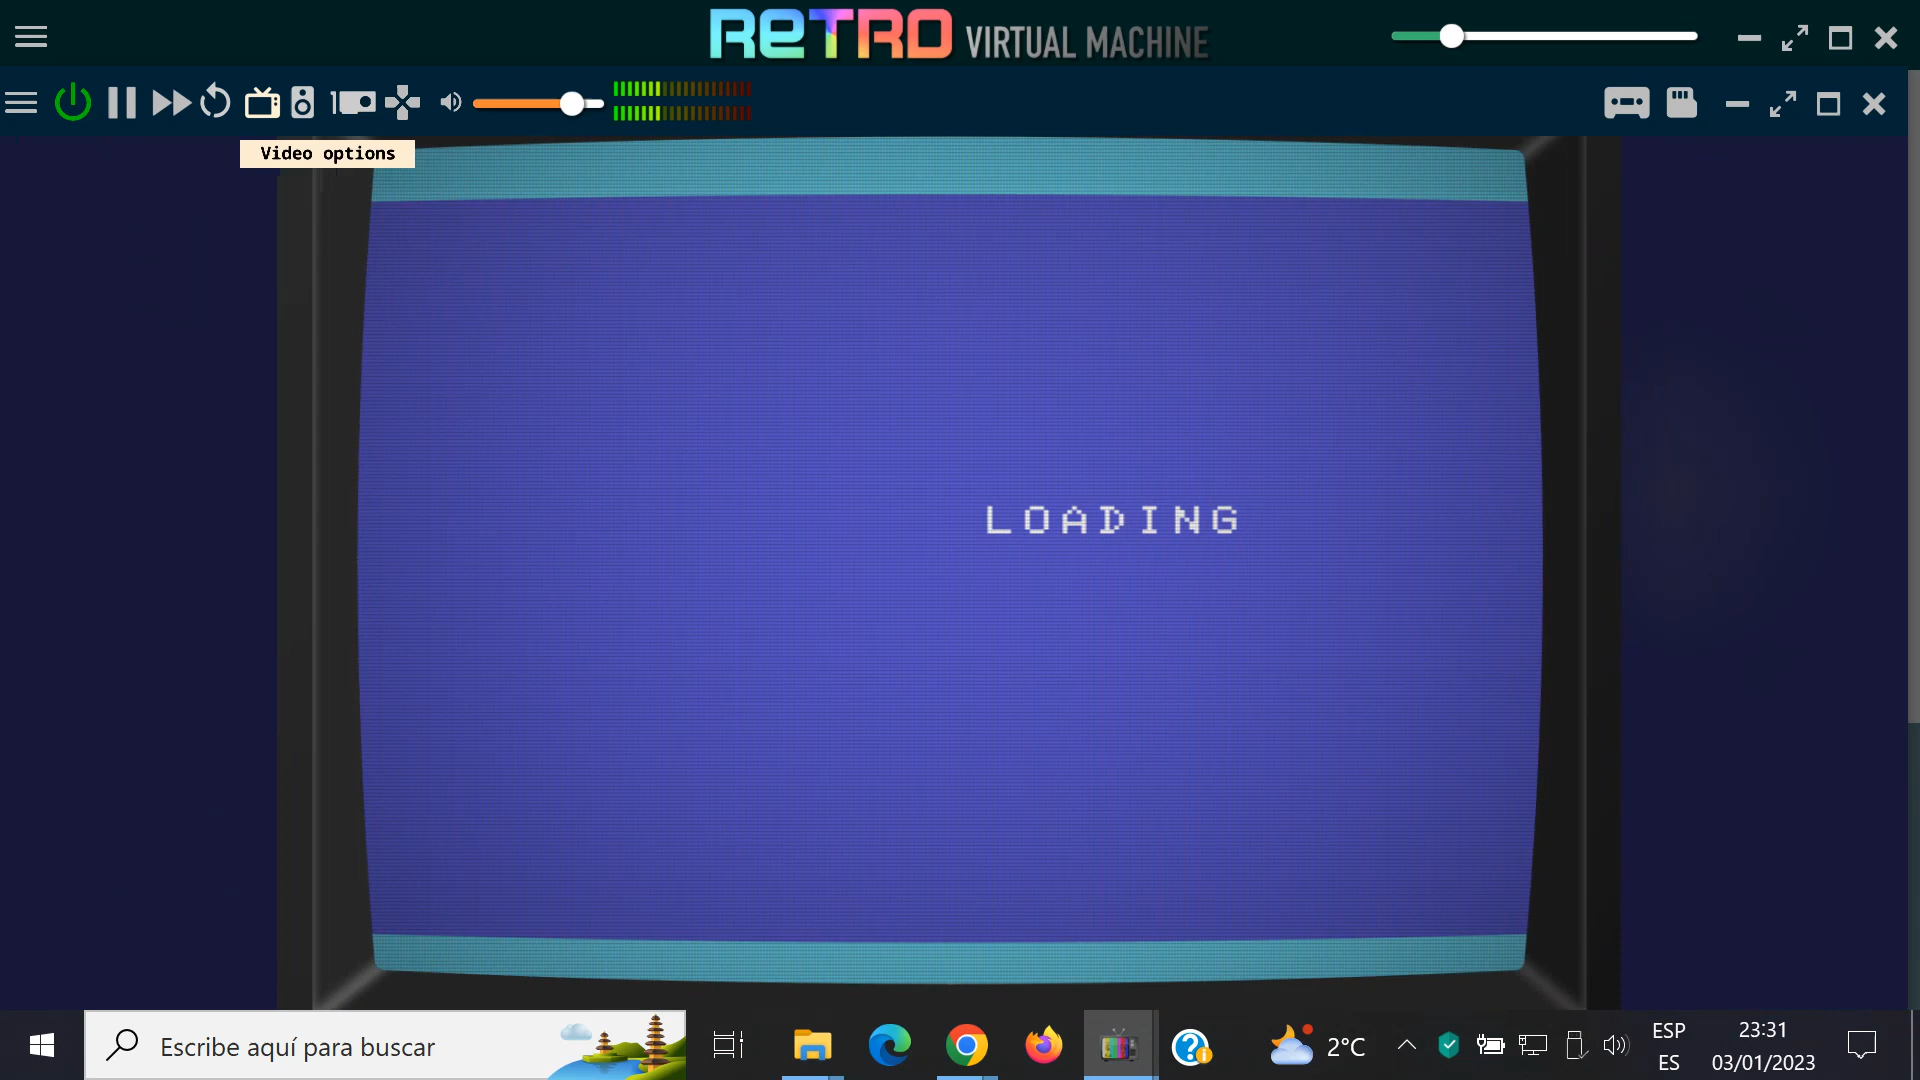 RETRO VIRTUAL MACHINE
Video options
LOADING
Escribe aquí para buscar
2°C
ESP
ES
23:31
03/01/2023